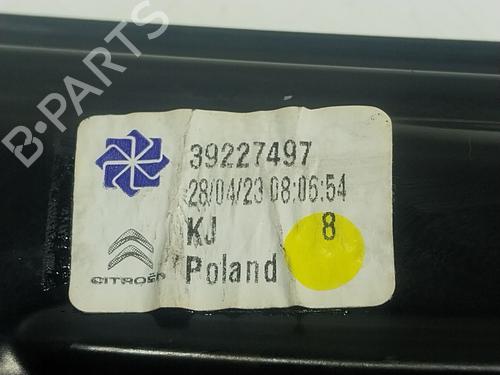 B-PARTS
39227497
28/04/23 08:06:54
KJ 8
CITROËN
Poland